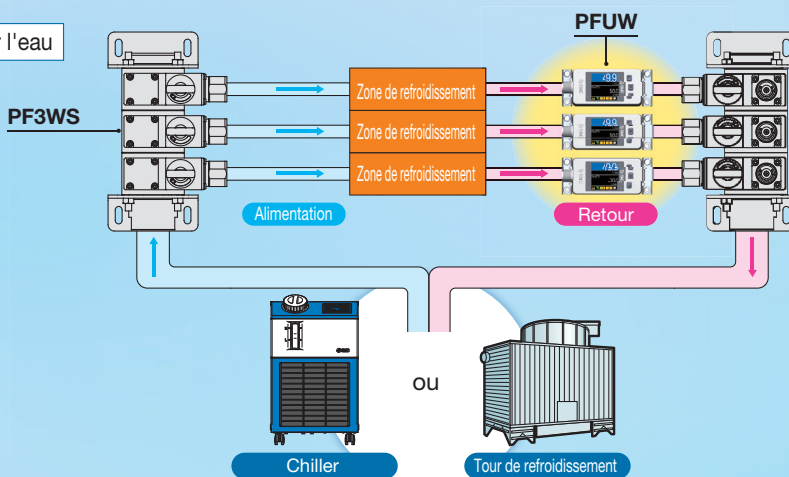 r l'eau
PFUW
PF3WS
Zone de refroidissement
Zone de refroidissement
Zone de refroidissement
Alimentation
Retour
ou
Chiller
Tour de refroidissement